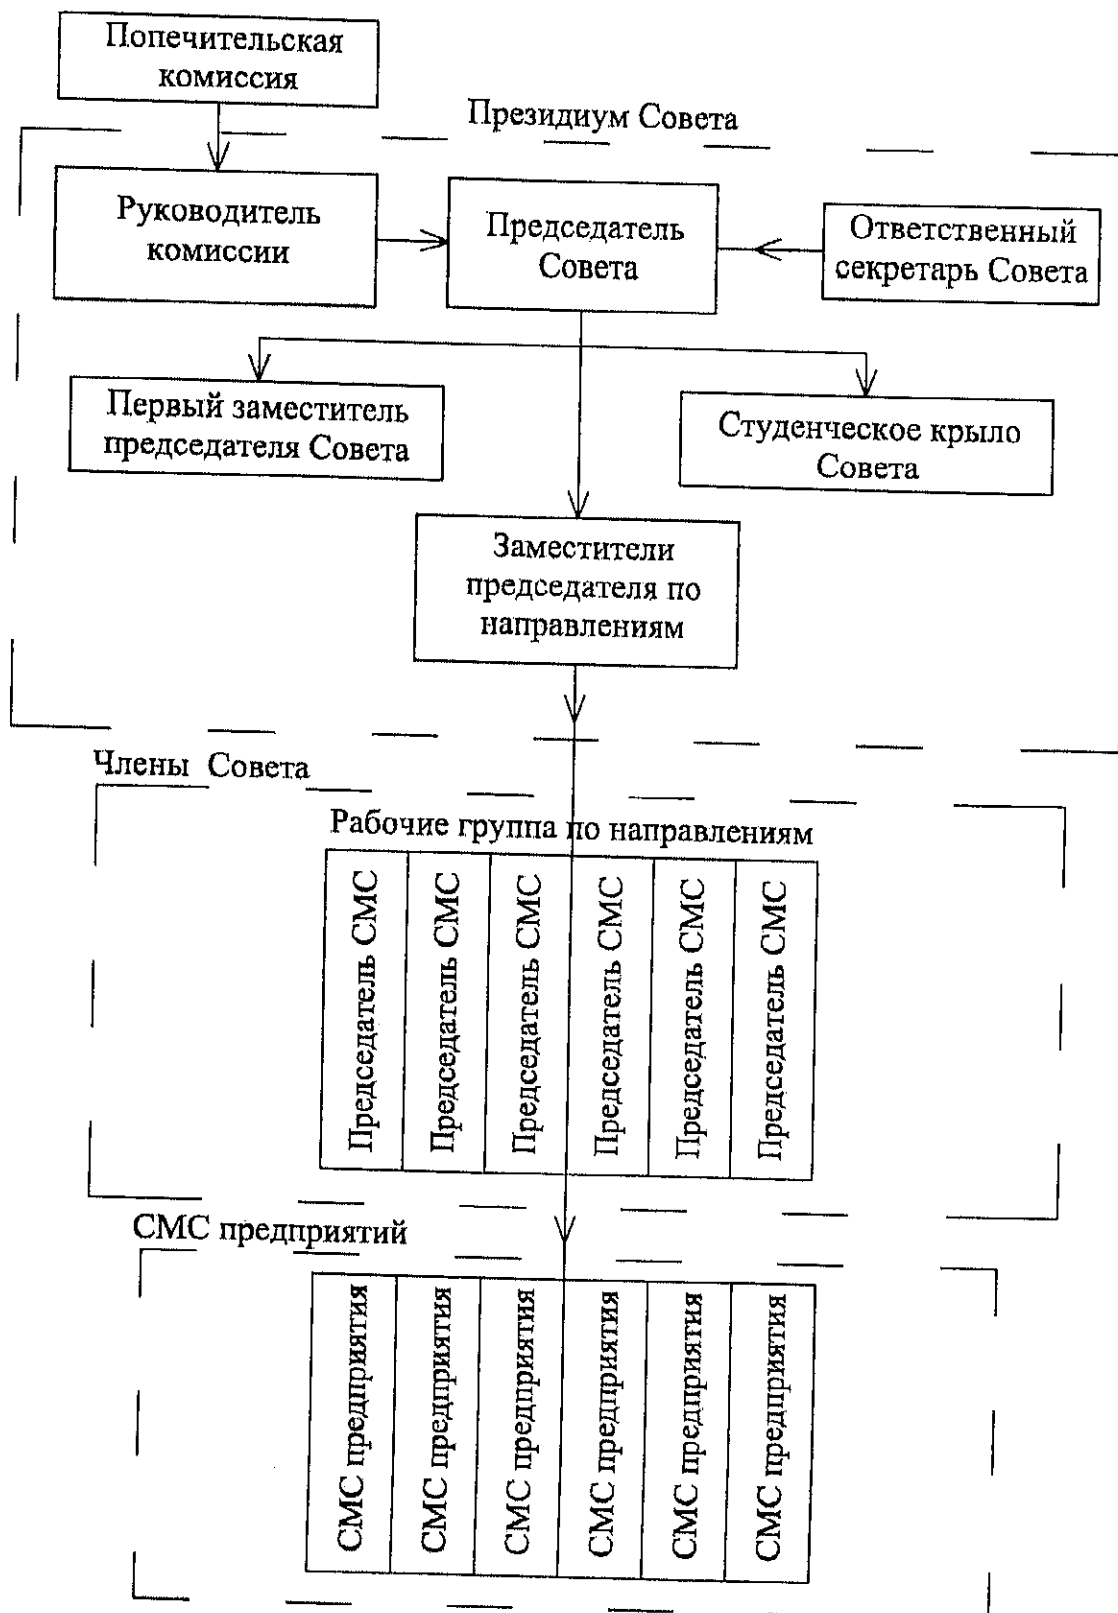 Попечительская
комиссия
Президиум Совета
Руководитель
комиссии
Председатель
Совета
Ответственный
секретарь Совета
Первый заместитель
председателя Совета
Студенческое крыло
Совета
Заместители
председателя по
направлениям
Члены Совета
Рабочие группа по направлениям
Председатель СМС
Председатель СМС
Председатель СМС
Председатель СМС
Председатель СМС
Председатель СМС
СМС предприятий
СМС предприятия
СМС предприятия
СМС предприятия
СМС предприятия
СМС предприятия
СМС предприятия